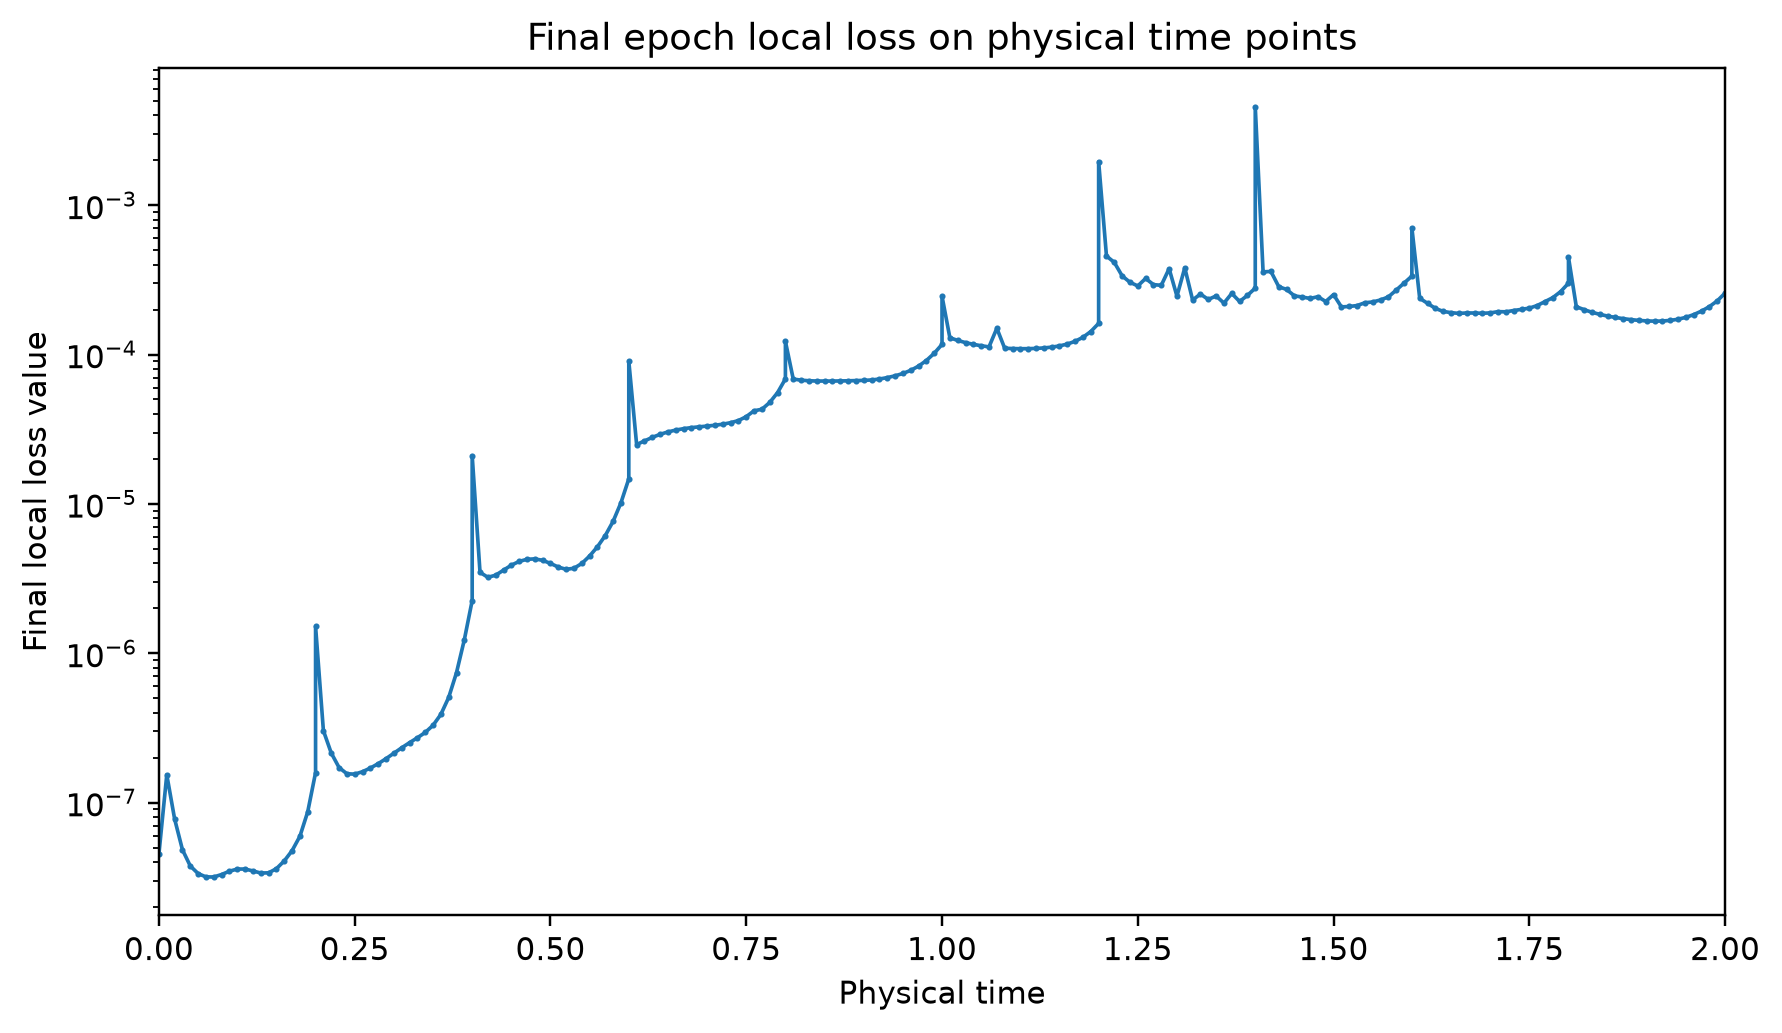 Final epoch local loss on physical time points
Final local loss value
10⁻³
10⁻⁴
10⁻⁵
10⁻⁶
10⁻⁷
0.00 0.25 0.50 0.75 1.00 1.25 1.50 1.75 2.00
Physical time